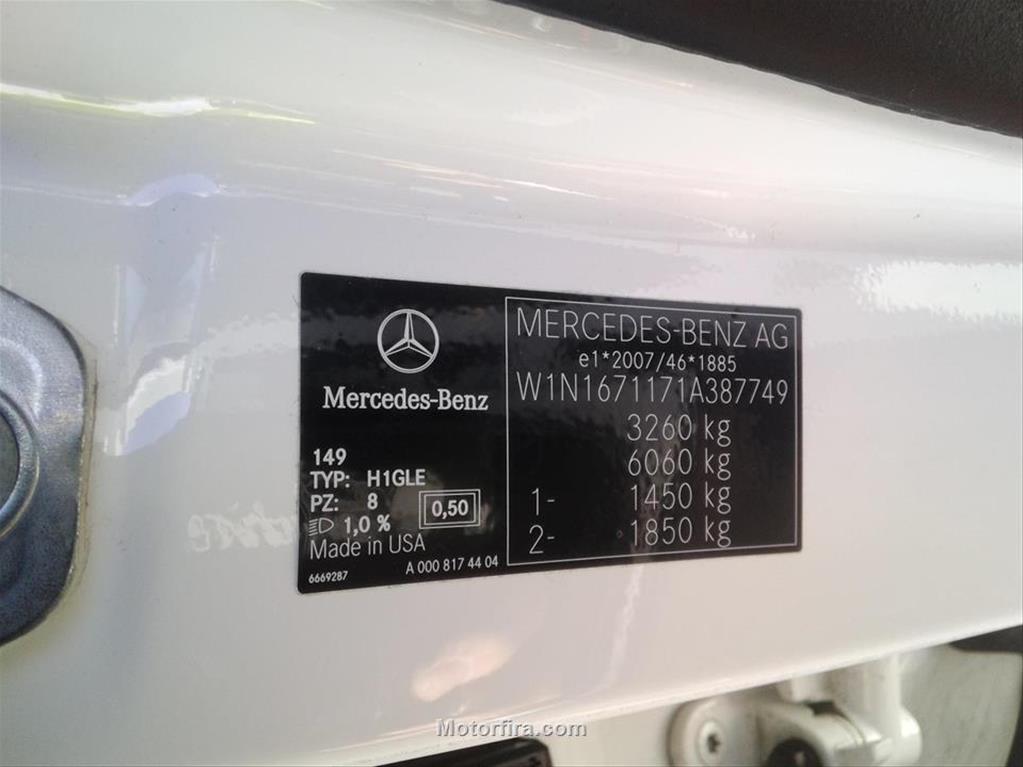 Mercedes-Benz
149
TYP: H1GLE
PZ: 8
0,50
1,0 %
Made in USA
6669287
A 000 817 44 04
MERCEDES-BENZ AG
e1*2007/46*1885
W1N1671171A387749
3260 kg
6060 kg
1- 1450 kg
2- 1850 kg
Motorfira.com